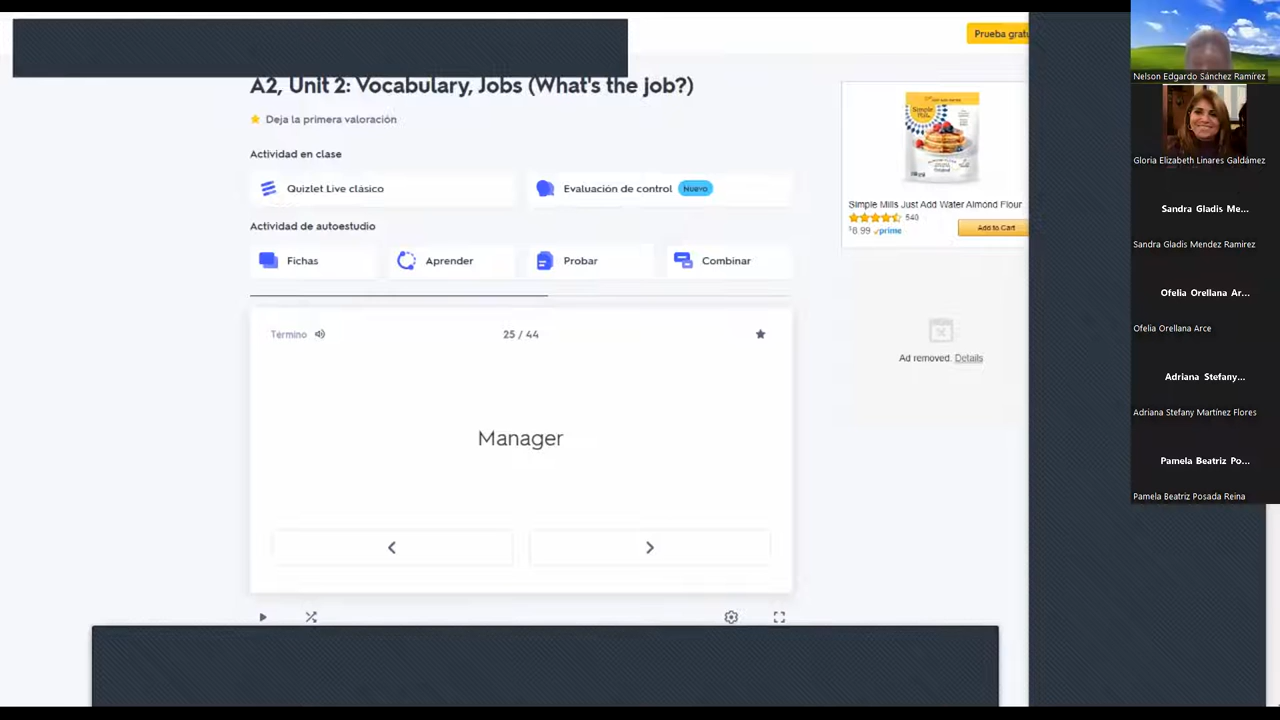 Prueba grat
A2, Unit 2: Vocabulary, Jobs (What's the job?)
Deja la primera valoración
Actividad en clase
Quizlet Live clásico
Evaluación de control Nuevo
Actividad de autoestudio
Fichas
Aprender
Probar
Combinar
Término
25 / 44
Manager
Simple Mills Just Add Water Almond Flour
540
$8.99 prime
Add to Cart
Ad removed. Details
Nelson Edgardo Sánchez Ramírez
Gloria Elizabeth Linares Galdámez
Sandra Gladis Me...
Sandra Gladis Mendez Ramirez
Ofelia Orellana Ar...
Ofelia Orellana Arce
Adriana Stefany...
Adriana Stefany Martínez Flores
Pamela Beatriz Po...
Pamela Beatriz Posada Reina